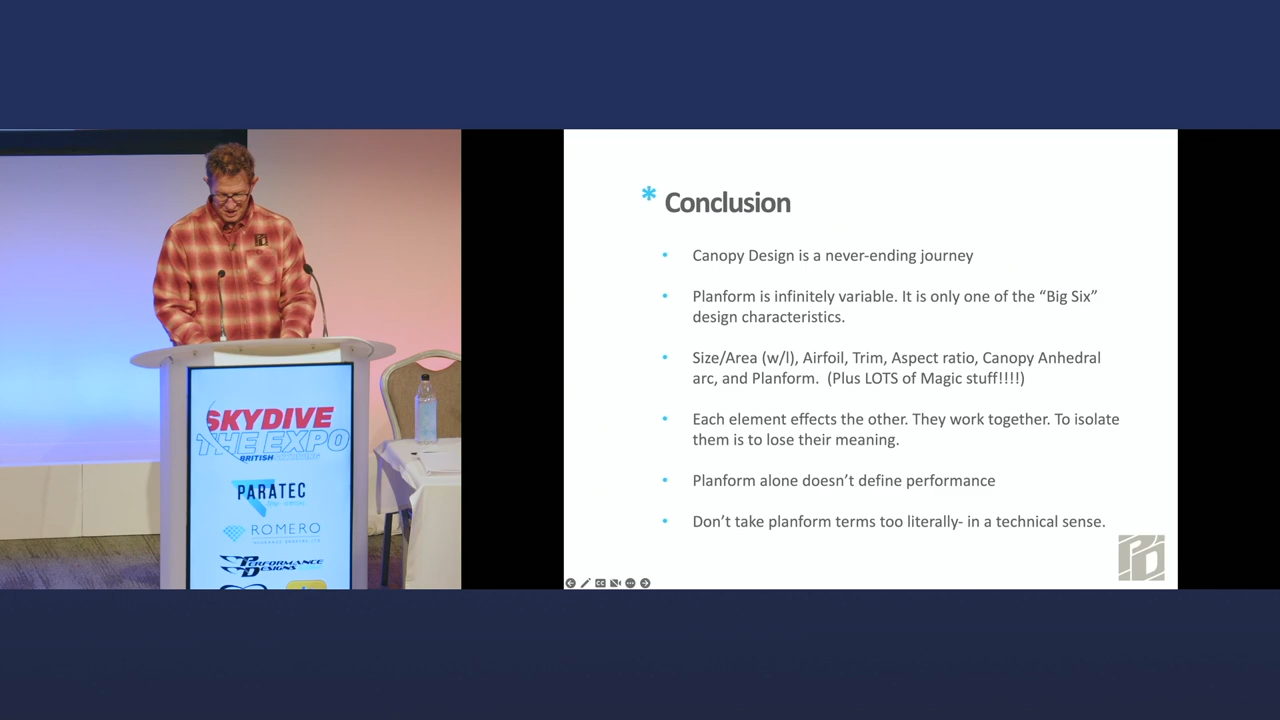 * Conclusion
• Canopy Design is a never-ending journey
• Planform is infinitely variable. It is only one of the “Big Six”
design characteristics.
• Size/Area (w/l), Airfoil, Trim, Aspect ratio, Canopy Anhedral
arc, and Planform. (Plus LOTS of Magic stuff!!!!)
• Each element effects the other. They work together. To isolate
them is to lose their meaning.
• Planform alone doesn’t define performance
• Don’t take planform terms too literally- in a technical sense.
PD
CC
PD
SKYDIVE
THE EXPO
BRITISH
PARATEC
ROMERO
PERFORMANCE
DESIGNS